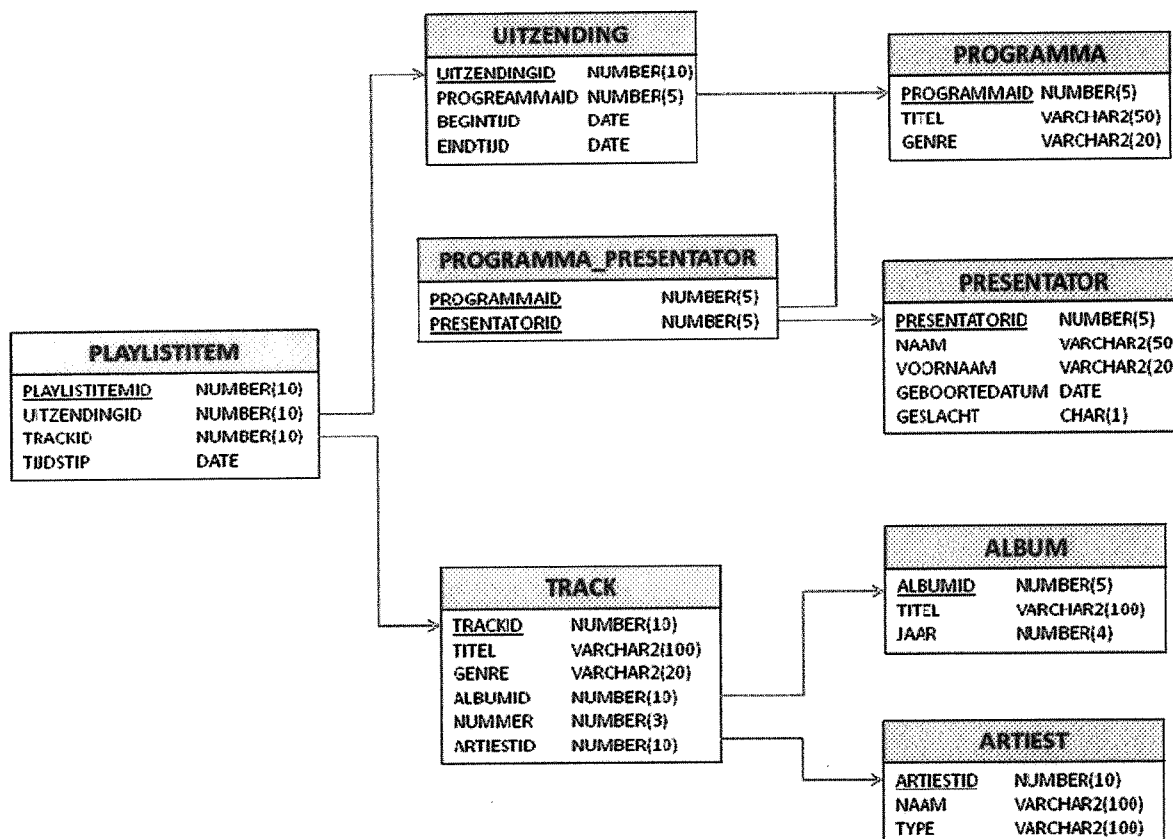 UITZENDING
UITZENDINGID NUMBER(10)
PROGREAMMAID NUMBER(5)
BEGINTIJD DATE
EINDTIJD DATE
PROGRAMMA
PROGRAMMAID NUMBER(5)
TITEL VARCHAR2(50)
GENRE VARCHAR2(20)
PROGRAMMA_PRESENTATOR
PROGRAMMAID NUMBER(5)
PRESENTATORID NUMBER(5)
PRESENTATOR
PRESENTATORID NUMBER(5)
NAAM VARCHAR2(50
VOORNAAM VARCHAR2(20
GEBOORTEDATUM DATE
GESLACHT CHAR(1)
PLAYLISTITEM
PLAYLISTITEMID NUMBER(10)
UITZENDINGID NUMBER(10)
TRACKID NUMBER(10)
TIJDSTIP DATE
TRACK
TRACKID NUMBER(10)
TITEL VARCHAR2(100)
GENRE VARCHAR2(20)
ALBUMID NUMBER(10)
NUMMER NUMBER(3)
ARTIESTID NUMBER(10)
ALBUM
ALBUMID NUMBER(5)
TITEL VARCHAR2(100)
JAAR NUMBER(4)
ARTIEST
ARTIESTID NUMBER(10)
NAAM VARCHAR2(100)
TYPE VARCHAR2(100)